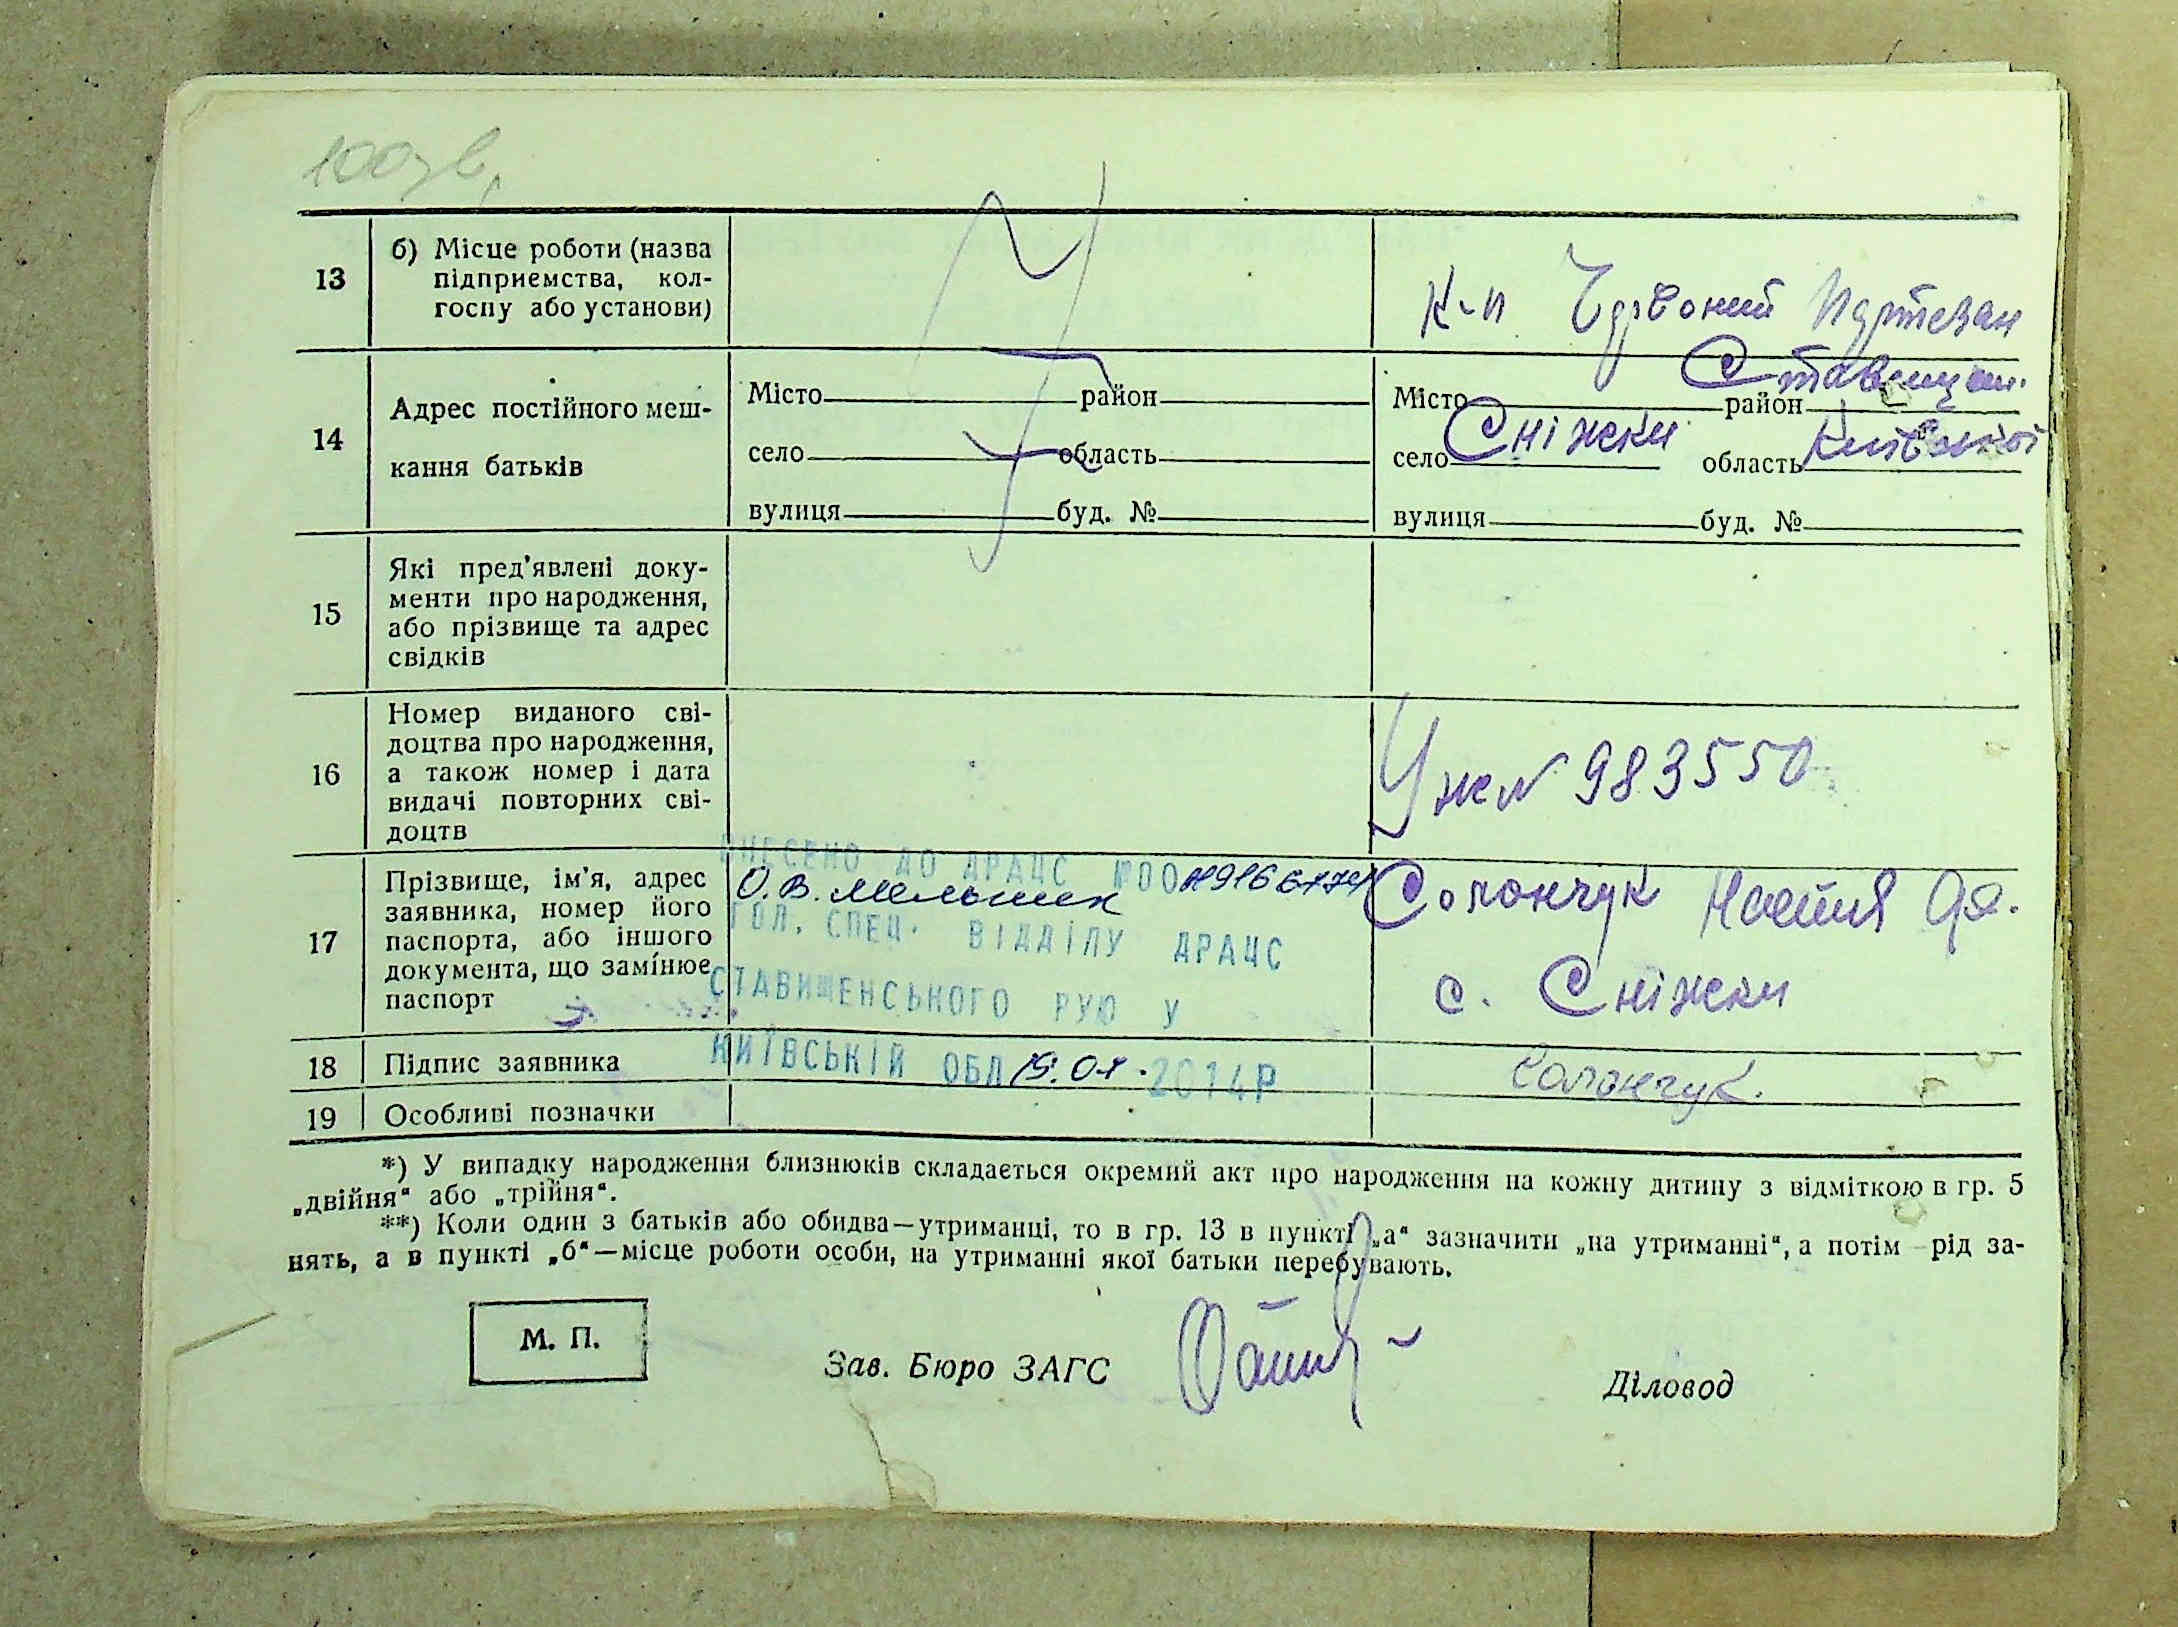 100 зв.
13
б) Місце роботи (назва
підприємства, кол-
госпу або установи)
к-п Червоний Партизан
14
Адрес постійного меш-
кання батьків
Місто район
село область
вулиця буд. №
Місто район Ставищан.
село Сніжки область Київської
вулиця буд. №
15
Які пред'явлені доку-
менти про народження,
або прізвище та адрес
свідків
16
Номер виданого сві-
доцтва про народження,
а також номер і дата
видачі повторних сві-
доцтв
№ 983550
17
Прізвище, ім'я, адрес
заявника, номер його
паспорта, або іншого
документа, що замінює
паспорт
ВНЕСЕНО ДО ДРАЦС №00
О.В. Мельник
ГОЛ. СПЕЦ. ВІДДІЛУ ДРАЦС
СТАВИЩЕНСЬКОГО РУЮ У
КИЇВСЬКІЙ ОБЛ 2014Р
Солончук Настя
с. Сніжки
18
Підпис заявника
Солончук.
19
Особливі позначки
*) У випадку народження близнюків складається окремий акт про народження на кожну дитину з відміткою в гр. 5
„двійня“ або „трійня“.
**) Коли один з батьків або обидва—утриманці, то в гр. 13 в пункті „а“ зазначити „на утриманні“, а потім рід за-
нять, а в пункті „б“—місце роботи особи, на утриманні якої батьки перебувають.
М. П.
Зав. Бюро ЗАГС
Діловод